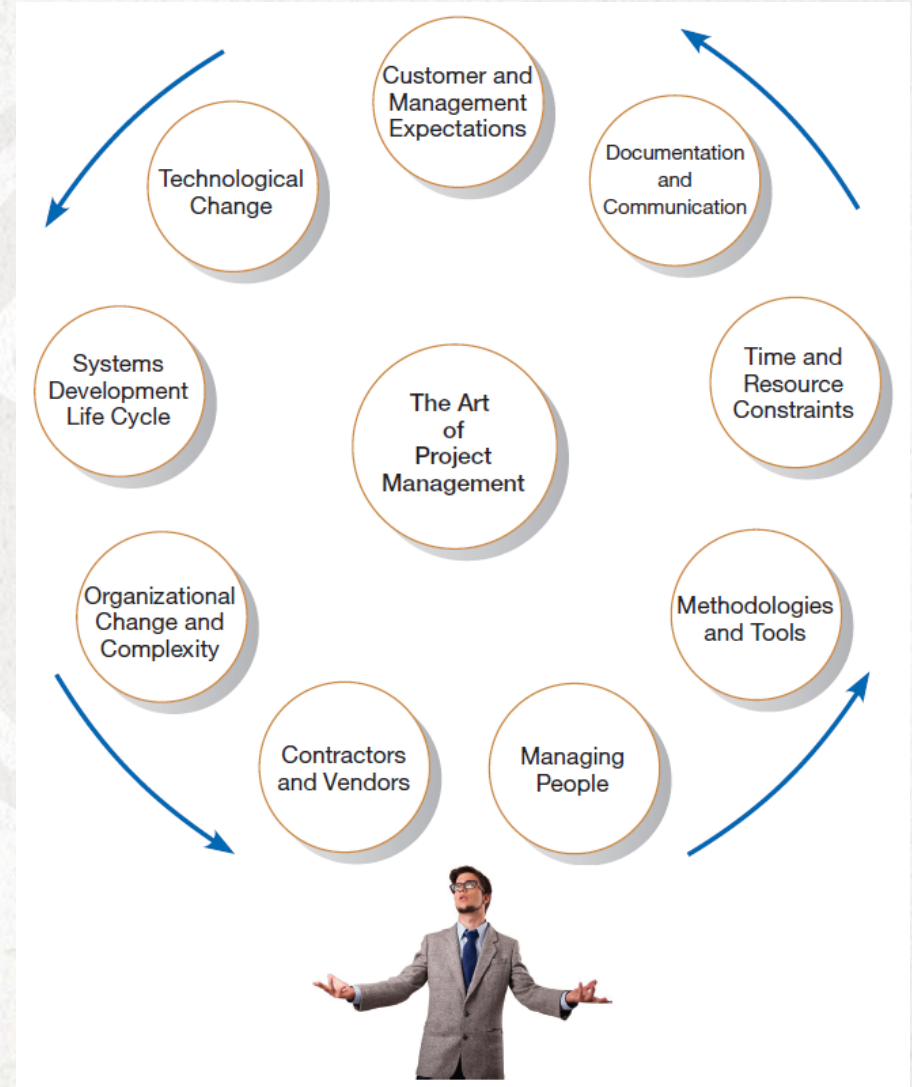 Customer and
Management
Expectations
Documentation
and
Communication
Technological
Change
Time and
Resource
Constraints
Systems
Development
Life Cycle
The Art
of
Project
Management
Organizational
Change and
Complexity
Methodologies
and Tools
Contractors
and Vendors
Managing
People